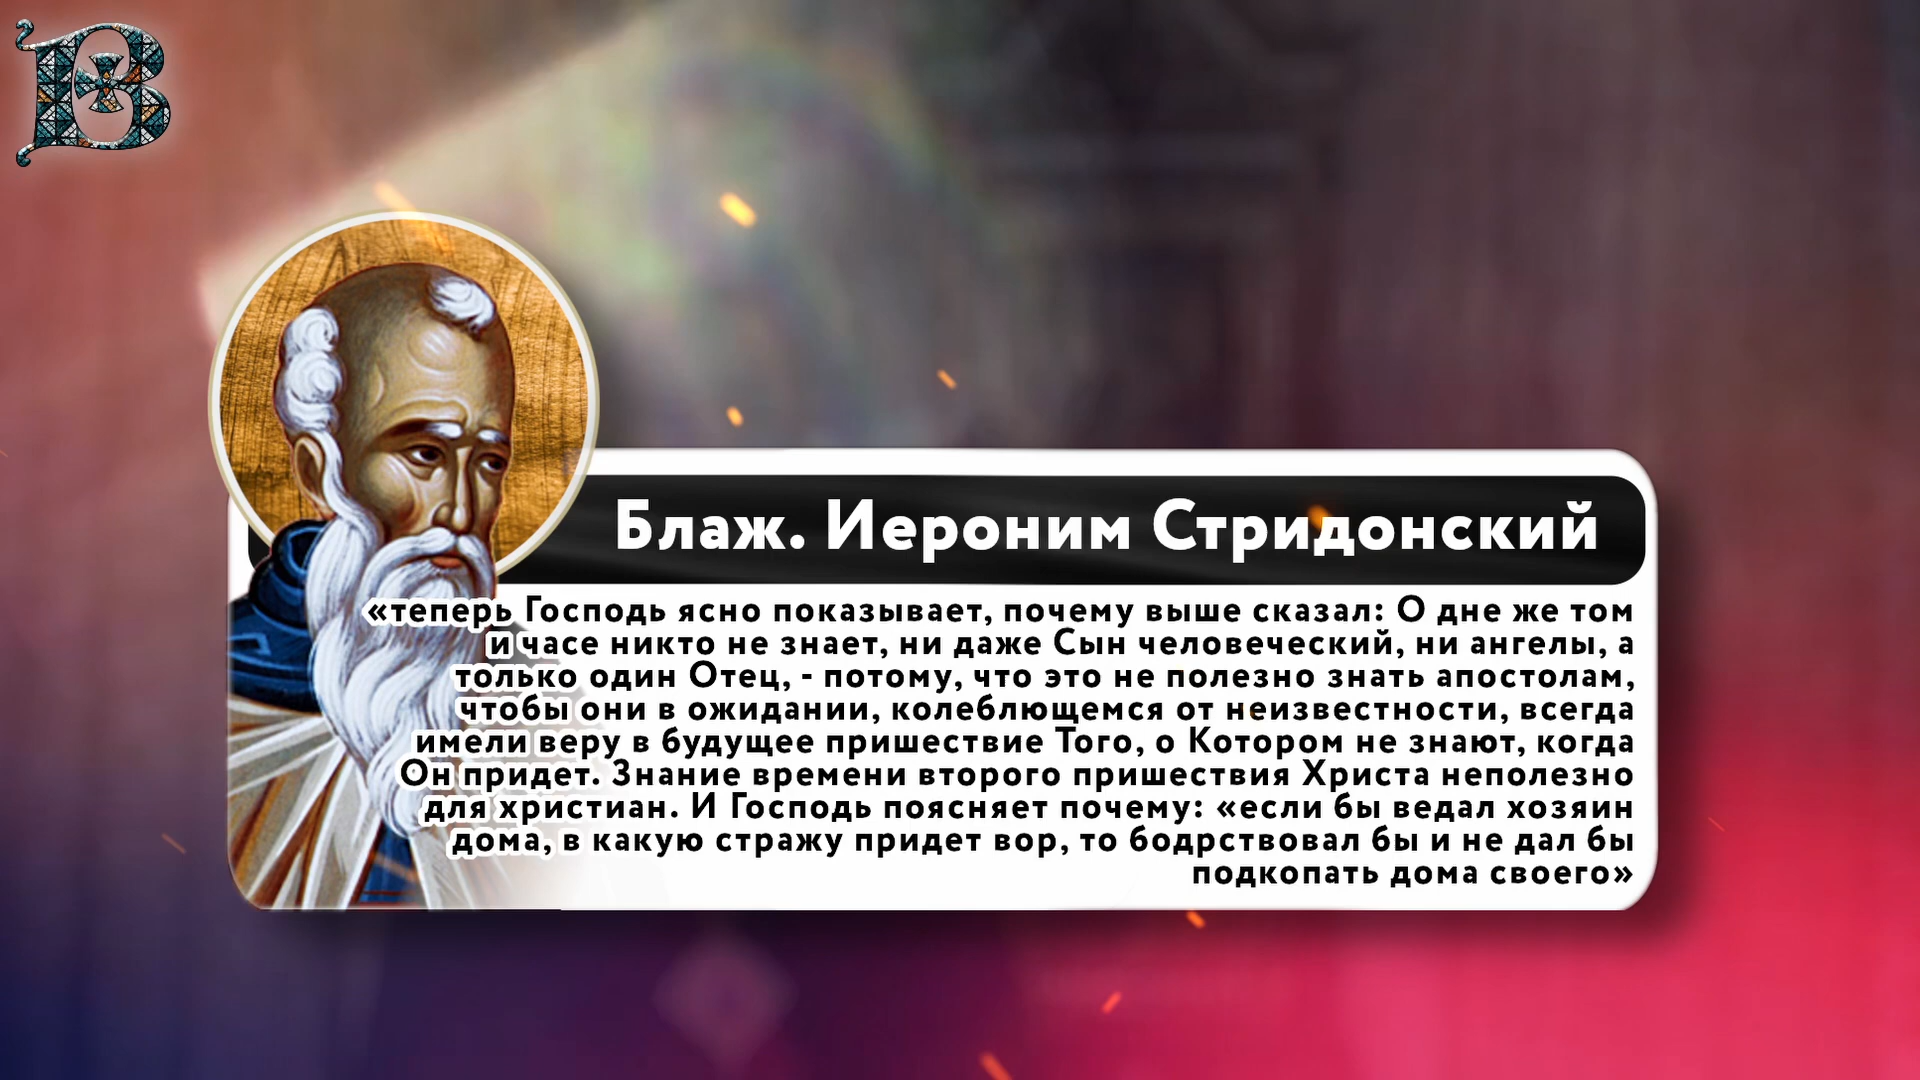 В
Блаж. Иероним Стридонский
«теперь Господь ясно показывает, почему выше сказал: О дне же том
и часе никто не знает, ни даже Сын человеческий, ни ангелы, а
только один Отец, - потому, что это не полезно знать апостолам,
чтобы они в ожидании, колеблющемся от неизвестности, всегда
имели веру в будущее пришествие Того, о Котором не знают, когда
Он придет. Знание времени второго пришествия Христа неполезно
для христиан. И Господь поясняет почему: «если бы ведал хозяин
дома, в какую стражу придет вор, то бодрствовал бы и не дал бы
подкопать дома своего»